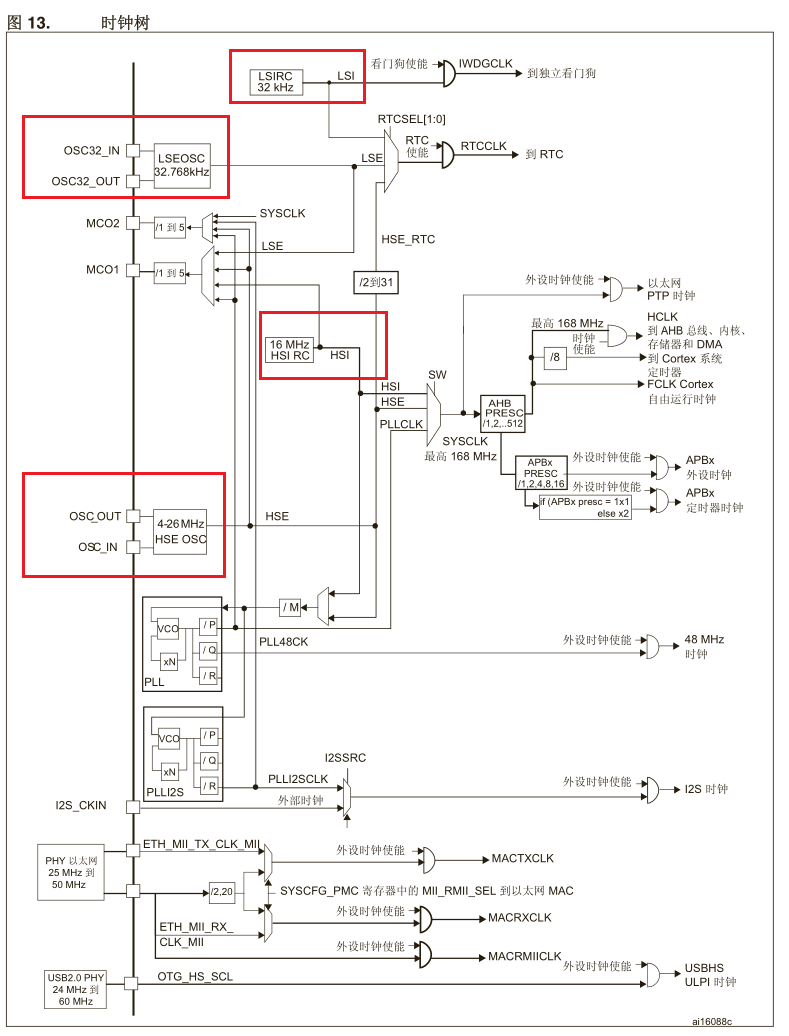 图 13. 时钟树
LSIRC
32 kHz
LSI
看门狗使能
IWDGCLK
到独立看门狗
RTCSEL[1:0]
OSC32_IN
OSC32_OUT
LSEOSC
32.768kHz
LSE
RTC
使能
RTCCLK
到 RTC
MCO2
/1 到 5
SYSCLK
LSE
MCO1
/1 到 5
HSE_RTC
/2到31
外设时钟使能
以太网
PTP 时钟
16 MHz
HSI RC
HSI
最高 168 MHz
时钟
使能
HCLK
到 AHB 总线、内核、
存储器和 DMA
/8
到 Cortex 系统
定时器
FCLK Cortex
自由运行时钟
SW
HSI
HSE
PLLCLK
SYSCLK
最高 168 MHz
AHB
PRESC
/1,2,..512
APBx
PRESC
/1,2,4,8,16
外设时钟使能
APBx
外设时钟
外设时钟使能
if (APBx presc = 1x1
else x2
APBx
定时器时钟
OSC_OUT
OSC_IN
4-26 MHz
HSE OSC
HSE
/ M
VCO
xN
/ P
/ Q
/ R
PLL
PLL48CK
外设时钟使能
48 MHz
时钟
VCO
xN
/ P
/ Q
/ R
PLLI2S
PLLI2SCLK
I2SSRC
外设时钟使能
I2S 时钟
I2S_CKIN
外部时钟
PHY 以太网
25 MHz 到
50 MHz
ETH_MII_TX_CLK_MII
外设时钟使能
MACTXCLK
/2,20
SYSCFG_PMC 寄存器中的 MII_RMII_SEL 到以太网 MAC
ETH_MII_RX_
CLK_MII
外设时钟使能
MACRXCLK
外设时钟使能
MACRMIICLK
USB2.0 PHY
24 MHz 到
60 MHz
OTG_HS_SCL
外设时钟使能
USBHS
ULPI 时钟
ai16088c